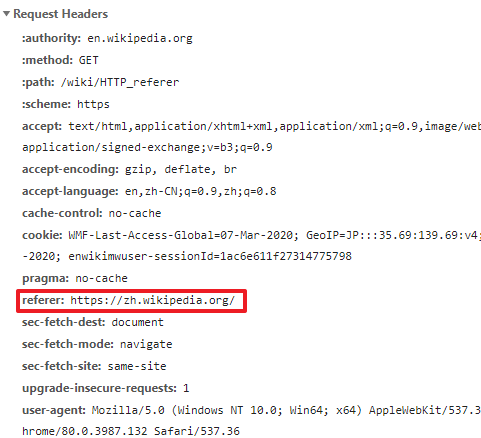 Request Headers
:authority: en.wikipedia.org
:method: GET
:path: /wiki/HTTP_referer
:scheme: https
accept: text/html,application/xhtml+xml,application/xml;q=0.9,image/web
application/signed-exchange;v=b3;q=0.9
accept-encoding: gzip, deflate, br
accept-language: en,zh-CN;q=0.9,zh;q=0.8
cache-control: no-cache
cookie: WMF-Last-Access-Global=07-Mar-2020; GeoIP=JP:::35.69:139.69:v4;
-2020; enwikimwuser-sessionId=1ac6e611f27314775798
pragma: no-cache
referer: https://zh.wikipedia.org/
sec-fetch-dest: document
sec-fetch-mode: navigate
sec-fetch-site: same-site
upgrade-insecure-requests: 1
user-agent: Mozilla/5.0 (Windows NT 10.0; Win64; x64) AppleWebKit/537.3
hrome/80.0.3987.132 Safari/537.36